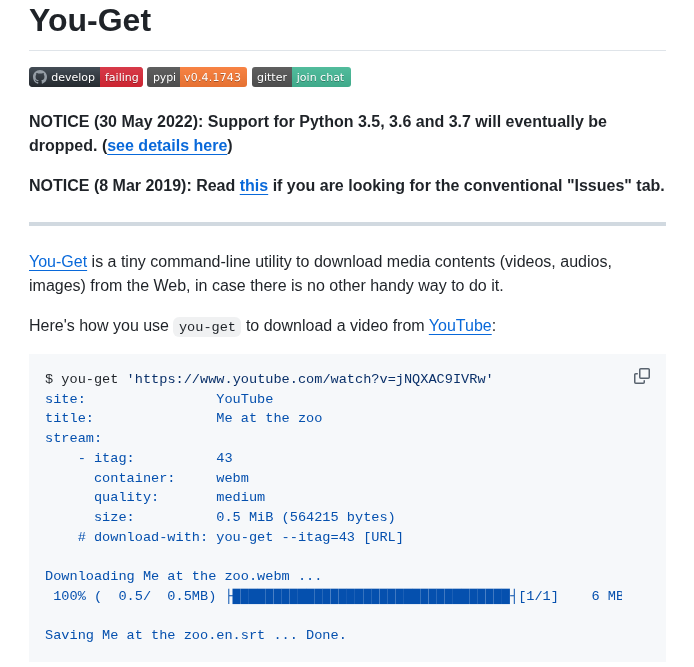 You-Get
develop failing pypi v0.4.1743 gitter join chat
NOTICE (30 May 2022): Support for Python 3.5, 3.6 and 3.7 will eventually be
dropped. (see details here)
NOTICE (8 Mar 2019): Read this if you are looking for the conventional "Issues" tab.
You-Get is a tiny command-line utility to download media contents (videos, audios,
images) from the Web, in case there is no other handy way to do it.
Here's how you use you-get to download a video from YouTube:
$ you-get 'https://www.youtube.com/watch?v=jNQXAC9IVRw'
site:                YouTube
title:               Me at the zoo
stream:
    - itag:          43
      container:     webm
      quality:       medium
      size:          0.5 MiB (564215 bytes)
    # download-with: you-get --itag=43 [URL]
Downloading Me at the zoo.webm ...
 100% (  0.5/  0.5MB) ├██████████████████████████████████┤[1/1]    6 MB
Saving Me at the zoo.en.srt ... Done.